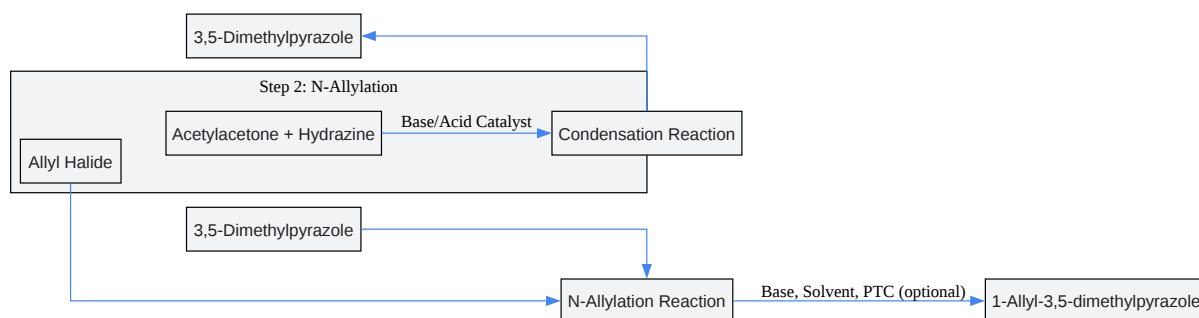 3,5-Dimethylpyrazole
Step 2: N-Allylation
Acetylacetone + Hydrazine
Base/Acid Catalyst
Condensation Reaction
Allyl Halide
3,5-Dimethylpyrazole
N-Allylation Reaction
Base, Solvent, PTC (optional)
1-Allyl-3,5-dimethylpyrazole